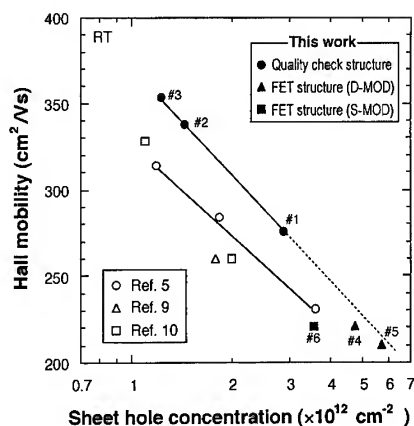 RT
This work
Quality check structure
FET structure (D-MOD)
FET structure (S-MOD)
400
350
300
250
200
Hall mobility (cm² /Vs)
#3
#2
#1
#5
#6
#4
Ref. 5
Ref. 9
Ref. 10
0.7 1 2 3 4 5 6 7
Sheet hole concentration (×10¹² cm⁻²)